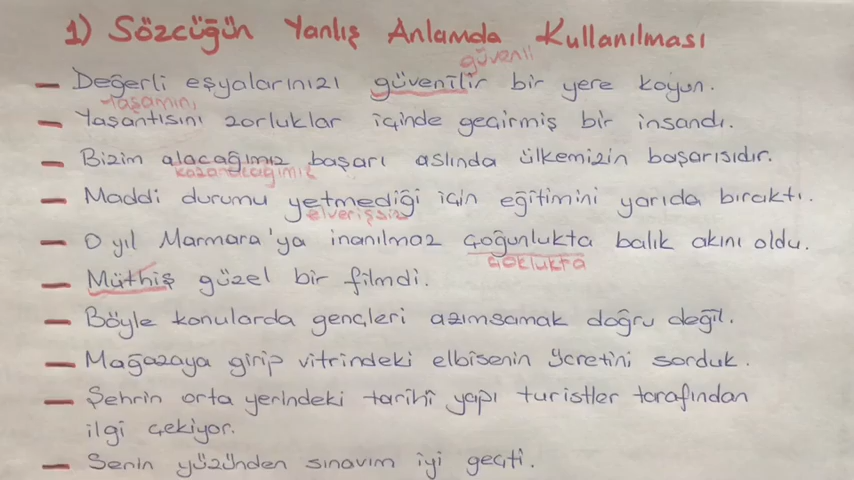 1) Sözcüğün Yanlış Anlamda Kullanılması
güvenli
- Değerli eşyalarınızı güvenilir bir yere koyun.
Yaşamını
- Yaşantısını zorluklar içinde geçirmiş bir insandı.
- Bizim alacağımız başarı aslında ülkemizin başarısıdır.
kazanacağımız
- Maddi durumu yetmediği için eğitimini yarıda bıraktı.
elverişsiz
- O yıl Marmara'ya inanılmaz çoğunlukta balık akını oldu.
çoklukta
- Müthiş güzel bir filmdi.
- Böyle konularda gençleri azımsamak doğru değil.
- Mağazaya girip vitrindeki elbisenin ücretini sorduk.
- Şehrin orta yerindeki tarihî yapı turistler tarafından
ilgi çekiyor.
- Senin yüzünden sınavım iyi geçti.